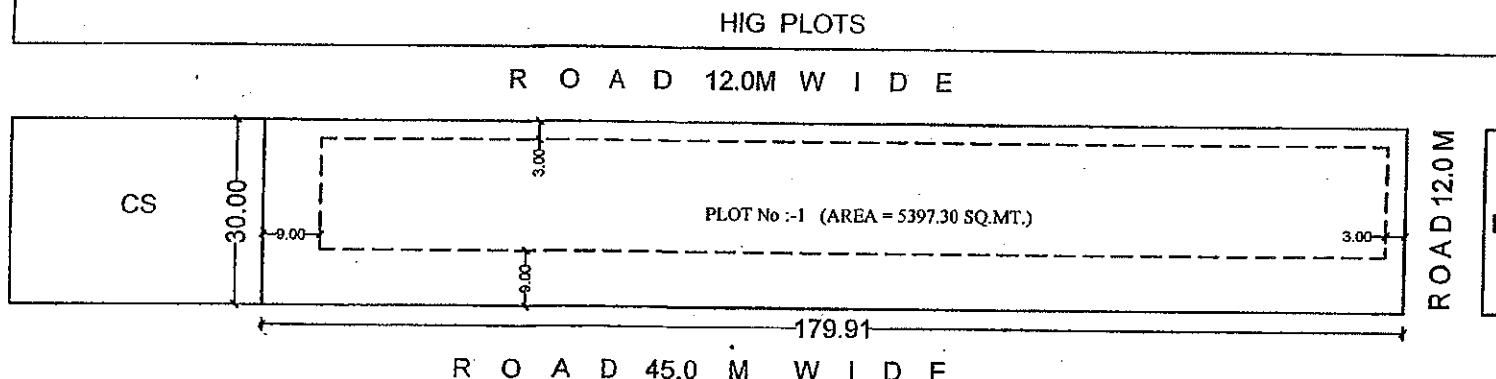 HIG PLOTS
R O A D 12.0M W I D E
CS
30.00
9.00
3.00
PLOT No :-1 (AREA = 5397.30 SQ.MT.)
3.00
9.00
ROAD 12.0 M
179.91
R O A D 45.0 M W I D E